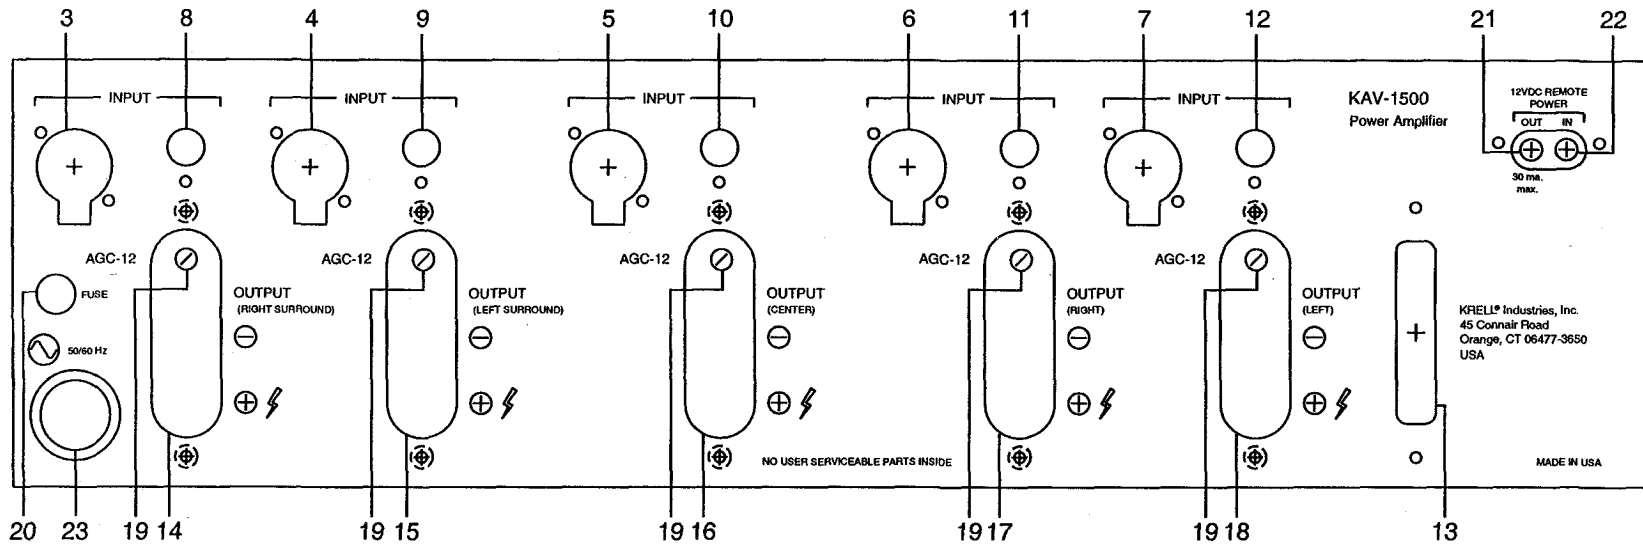 3 8 4 9 5 10 6 11 7 12 21 22
INPUT INPUT INPUT INPUT INPUT
KAV-1500
Power Amplifier
12VDC REMOTE
POWER
OUT IN
30 ma.
max.
AGC-12 AGC-12 AGC-12 AGC-12 AGC-12
FUSE
OUTPUT
(RIGHT SURROUND)
OUTPUT
(LEFT SURROUND)
OUTPUT
(CENTER)
OUTPUT
(RIGHT)
OUTPUT
(LEFT)
50/60 Hz
KRELL® Industries, Inc.
45 Connair Road
Orange, CT 06477-3650
USA
NO USER SERVICEABLE PARTS INSIDE
MADE IN USA
20 23 19 14 19 15 19 16 19 17 19 18 13